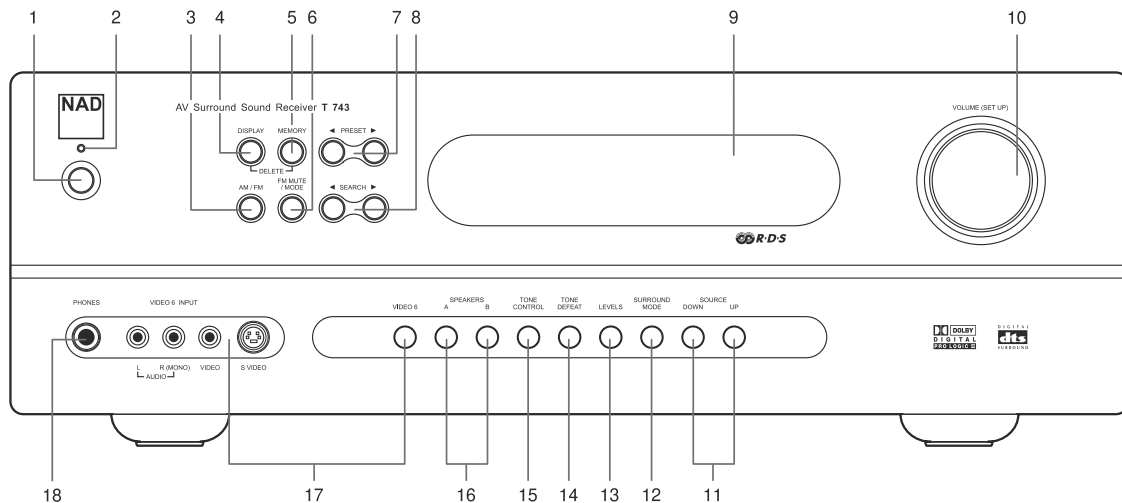 1 2 3 4 5 6 7 8 9 10
NAD
AV Surround Sound Receiver T 743
VOLUME (SET UP)
DISPLAY MEMORY ◄ PRESET ►
DELETE
AM / FM FM MUTE / MODE ◄ SEARCH ►
R·D·S
PHONES VIDEO 6 INPUT
VIDEO 6 SPEAKERS A B TONE CONTROL TONE DEFEAT LEVELS SURROUND MODE SOURCE DOWN UP
L R (MONO) VIDEO S VIDEO
AUDIO
DOLBY
DIGITAL
PRO LOGIC II
DIGITAL
dts
SURROUND
18 17 16 15 14 13 12 11